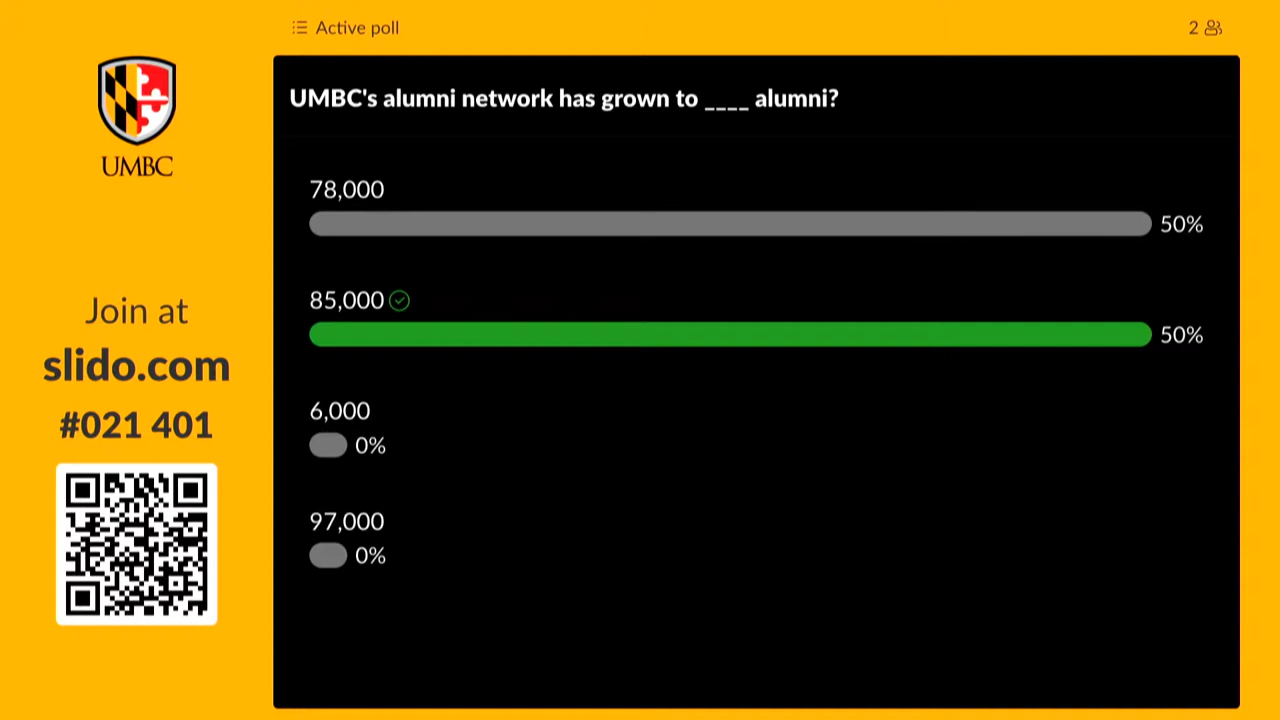 Active poll
2
UMBC
UMBC's alumni network has grown to ____ alumni?
78,000
50%
85,000
50%
6,000
0%
97,000
0%
Join at
slido.com
#021 401